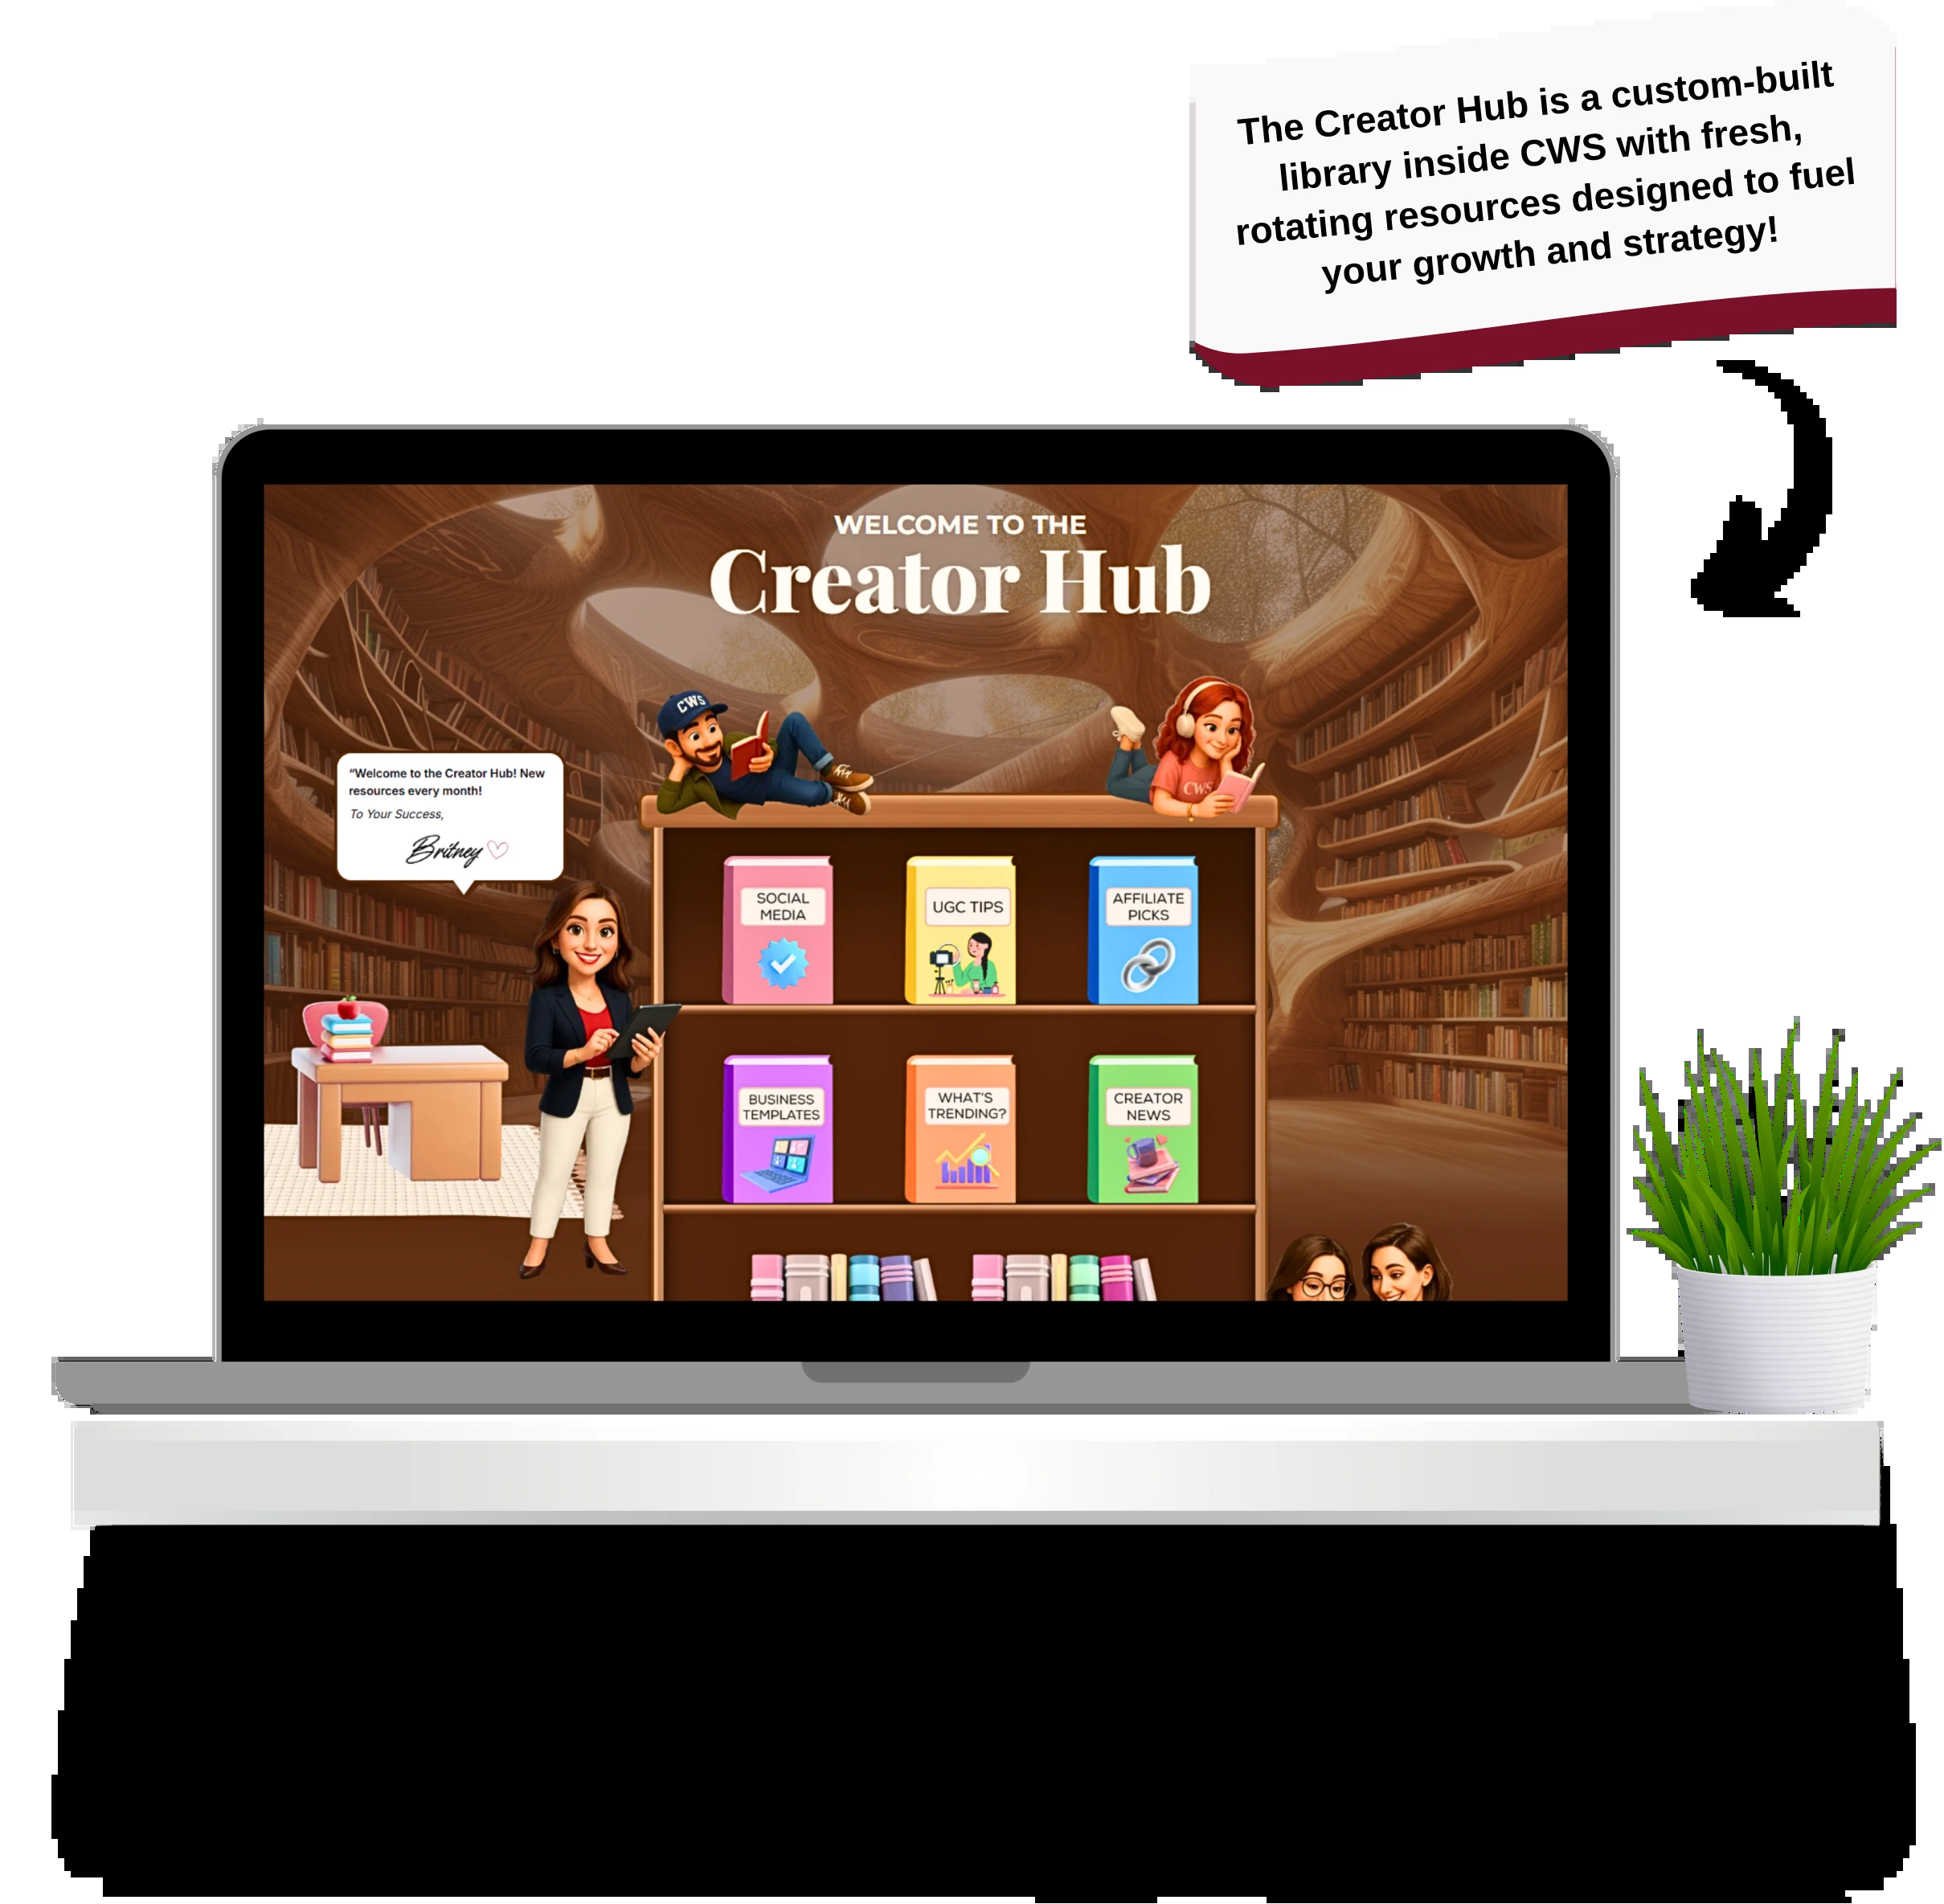 The Creator Hub is a custom-built
library inside CWS with fresh,
rotating resources designed to fuel
your growth and strategy!
WELCOME TO THE
Creator Hub
CWS
CWS
“Welcome to the Creator Hub! New
resources every month!
To Your Success,
Britney
SOCIAL
MEDIA
UGC TIPS
AFFILIATE
PICKS
BUSINESS
TEMPLATES
WHAT'S
TRENDING?
CREATOR
NEWS